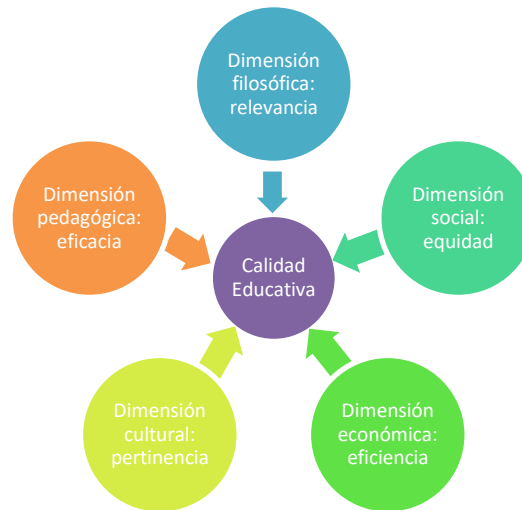 Dimensión
filosófica:
relevancia
Dimensión
pedagógica:
eficacia
Dimensión
social:
equidad
Calidad
Educativa
Dimensión
cultural:
pertinencia
Dimensión
económica:
eficiencia